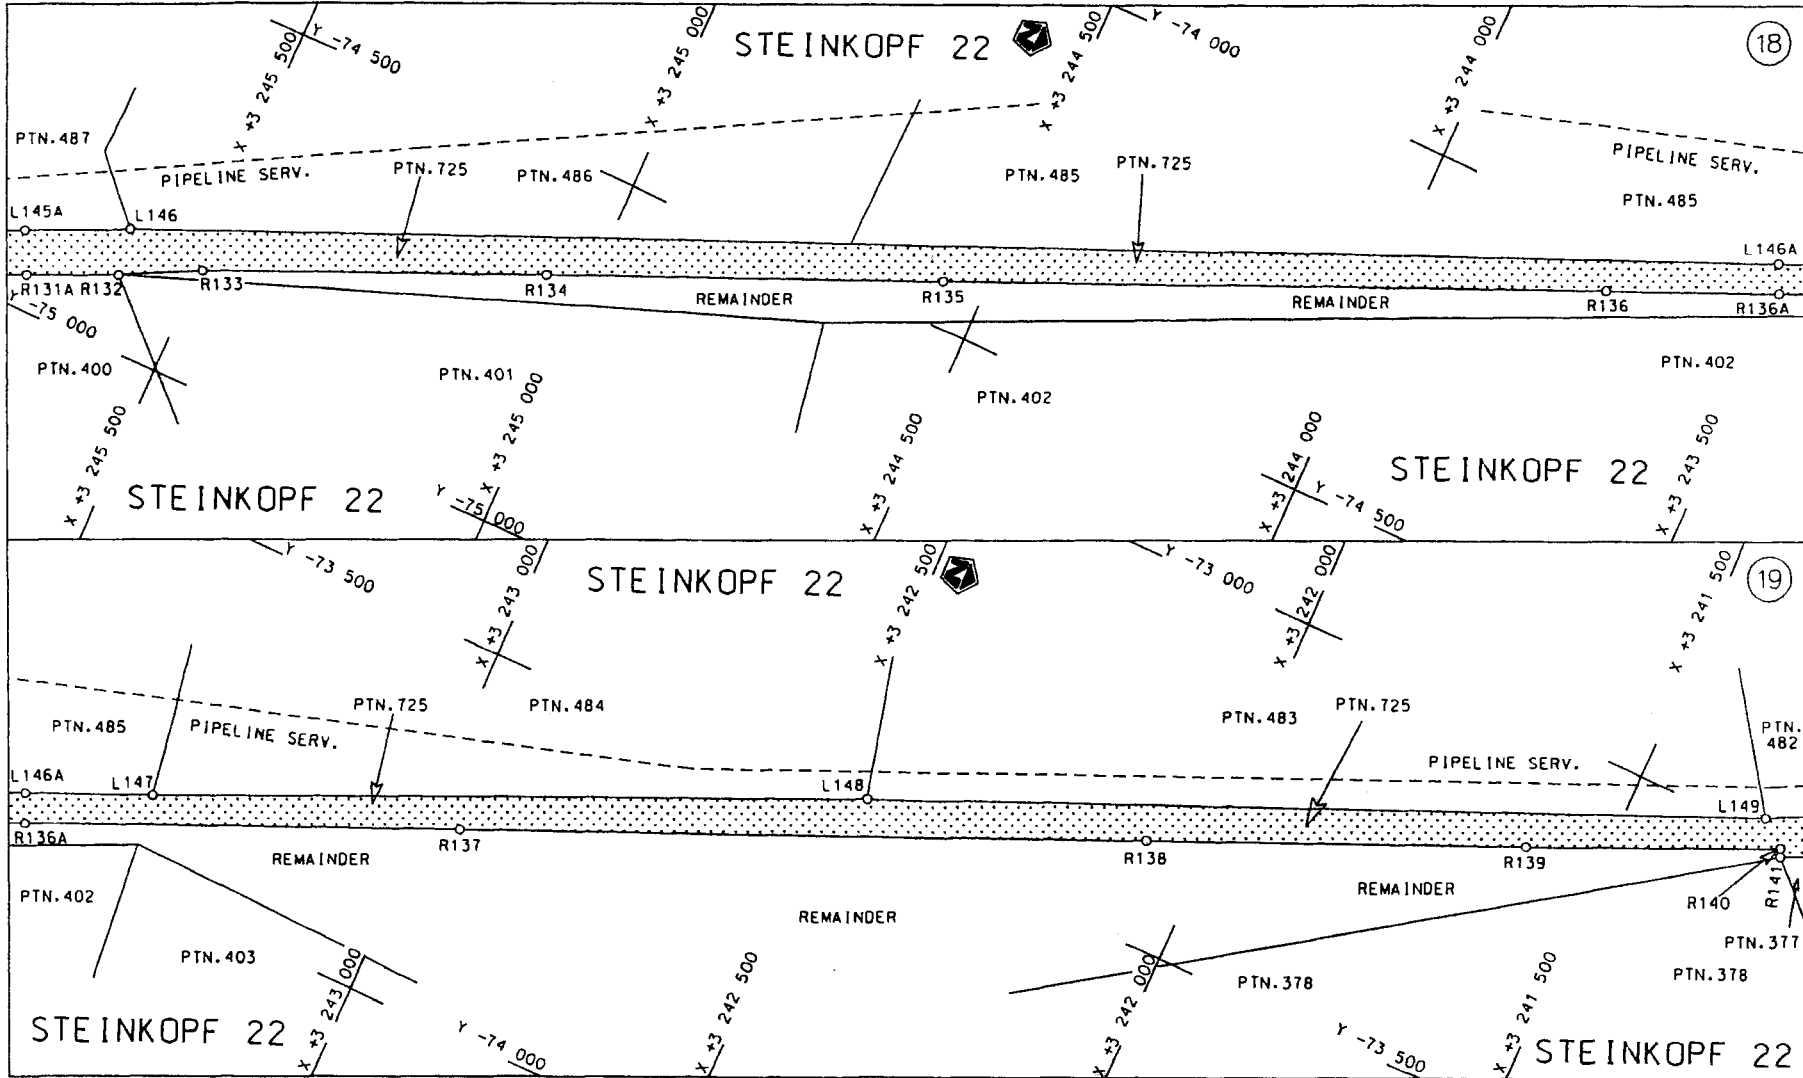 X +3 245 500
Y -74 500
X +3 245 000
STEINKOPF 22
X +3 244 500
Y -74 000
X +3 244 000
18
PTN.487
PIPELINE SERV.
PTN.725
PTN.486
PTN.485
PTN.725
PIPELINE SERV.
PTN.485
L145A
L146
L146A
R131A
R132
R133
R134
REMAINDER
R135
REMAINDER
R136
R136A
Y -75 000
PTN.400
PTN.401
PTN.402
PTN.402
X +3 245 500
X +3 245 000
X +3 244 500
X +3 244 000
X +3 243 500
STEINKOPF 22
Y -75 000
Y -74 500
STEINKOPF 22
Y -73 500
X +3 243 000
STEINKOPF 22
X +3 242 500
Y -73 000
X +3 242 000
X +3 241 500
19
PTN.485
PIPELINE SERV.
PTN.725
PTN.484
PTN.483
PTN.725
PTN.
482
PIPELINE SERV.
L146A
L147
L148
L149
R136A
REMAINDER
R137
R138
R139
REMAINDER
R140
R141
PTN.402
REMAINDER
PTN.377
PTN.403
PTN.378
PTN.378
STEINKOPF 22
X +3 243 000
Y -74 000
X +3 242 500
X +3 242 000
Y -73 500
X +3 241 500
STEINKOPF 22